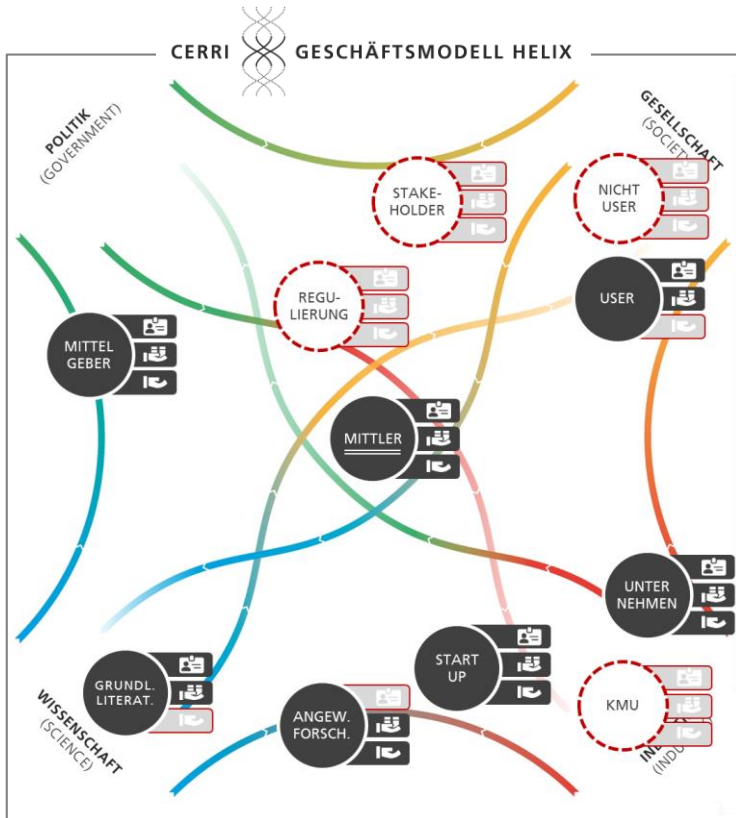 CERRI GESCHÄFTSMODELL HELIX
POLITIK
(GOVERNMENT)
GESELLSCHAFT
(SOCIETY
STAKE-
HOLDER
NICHT
USER
REGU-
LIERUNG
USER
MITTEL
GEBER
MITTLER
UNTER
NEHMEN
START
UP
GRUNDL.
LITERAT.
ANGEW.
FORSCH.
KMU
WISSENSCHAFT
(SCIENCE)